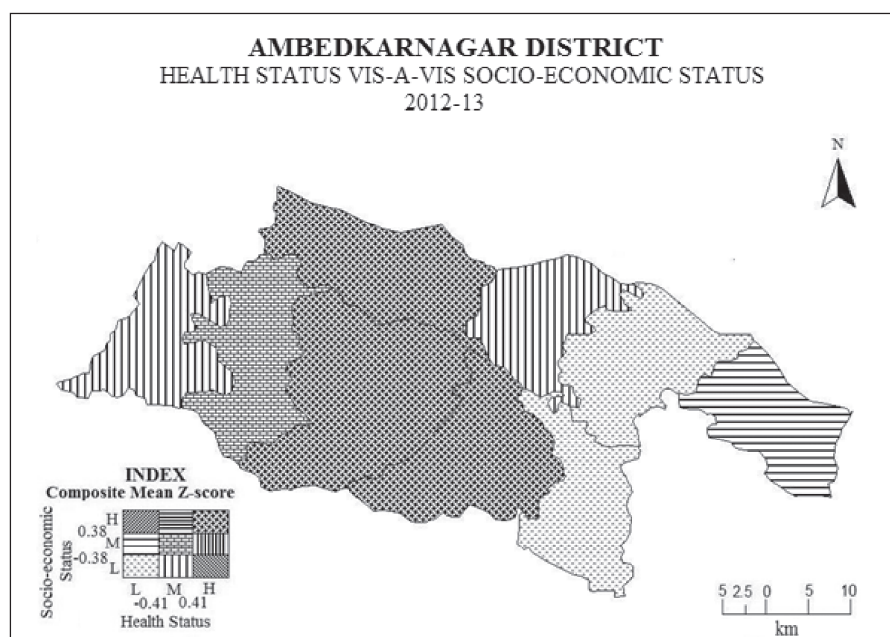 AMBEDKARNAGAR DISTRICT
HEALTH STATUS VIS-A-VIS SOCIO-ECONOMIC STATUS
2012-13
N
INDEX
Composite Mean Z-score
Socio-economic
Status
H
0.38
M
-0.38
L
L M H
-0.41 0.41
Health Status
5 2.5 0 5 10
km